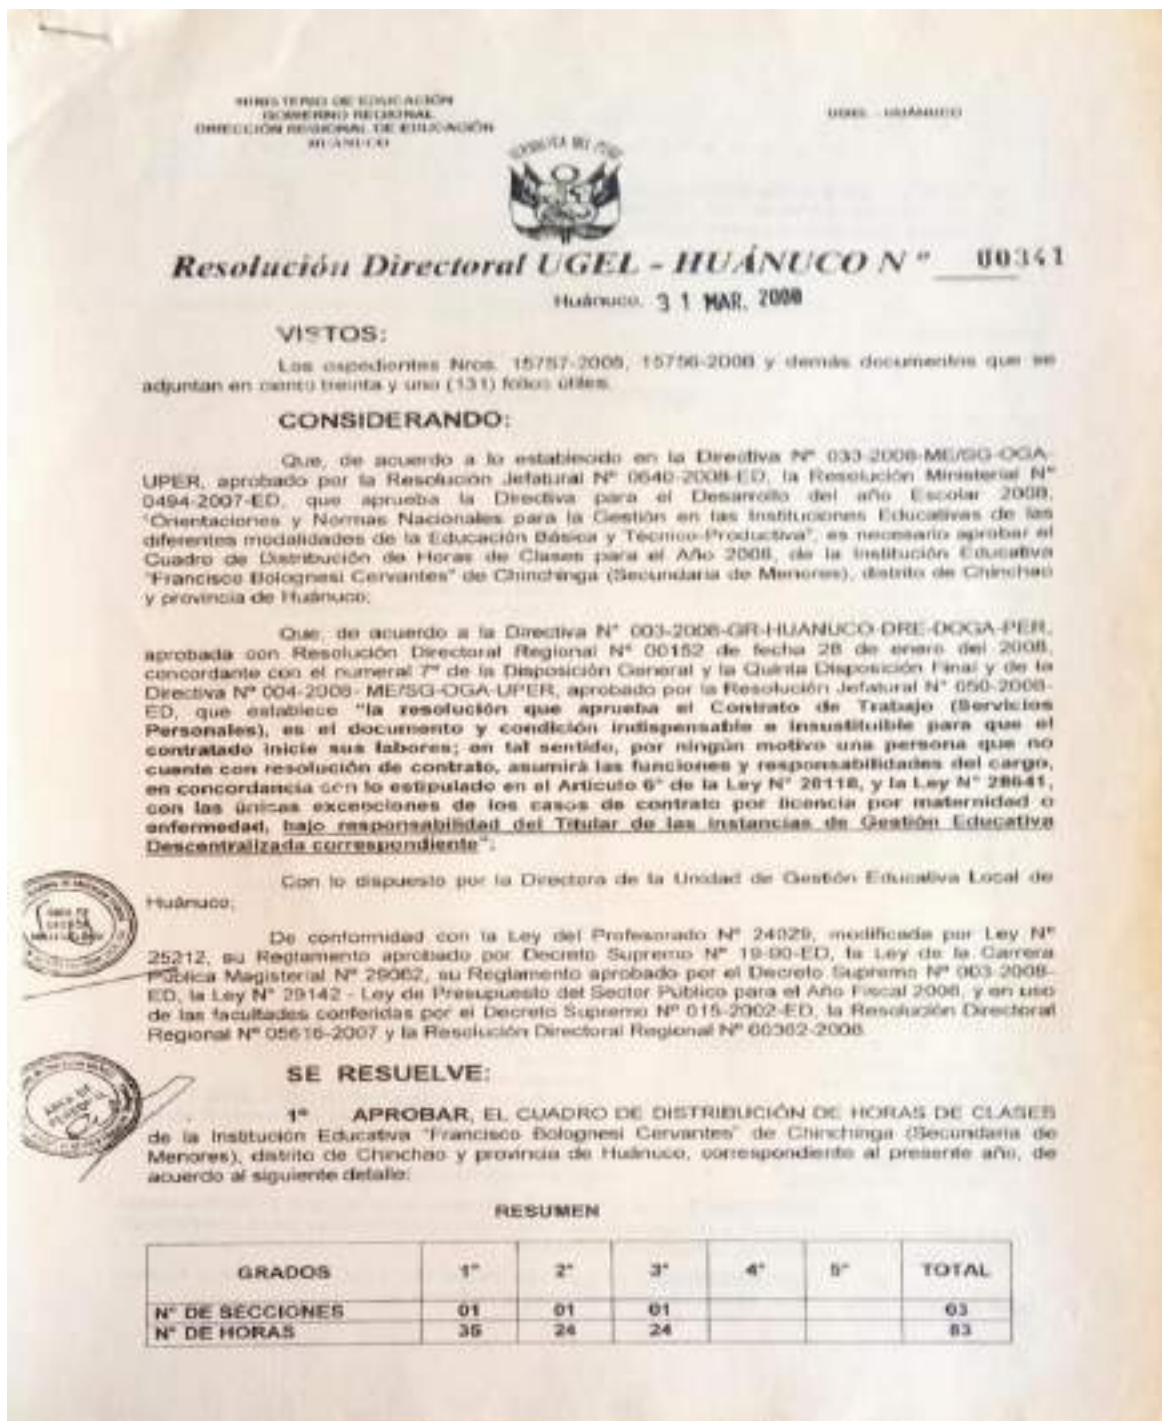 MINISTERIO DE EDUCACIÓN
GOBIERNO REGIONAL
DIRECCIÓN REGIONAL DE EDUCACIÓN
HUÁNUCO
UGEL - HUÁNUCO
REPÚBLICA DEL PERÚ
Resolución Directoral UGEL - HUÁNUCO N° 00341
Huánuco, 31 MAR. 2008
VISTOS:
Los expedientes Nros. 15757-2008, 15756-2008 y demás documentos que se
adjuntan en ciento treinta y uno (131) folios útiles.
CONSIDERANDO:
Que, de acuerdo a lo establecido en la Directiva N° 033-2008-ME/SG-OGA-
UPER, aprobado por la Resolución Jefatural N° 0640-2008-ED, la Resolución Ministerial N°
0494-2007-ED, que aprueba la Directiva para el Desarrollo del año Escolar 2008,
"Orientaciones y Normas Nacionales para la Gestión en las Instituciones Educativas de las
diferentes modalidades de la Educación Básica y Técnico-Productiva", es necesario aprobar el
Cuadro de Distribución de Horas de Clases para el Año 2008, de la Institución Educativa
"Francisco Bolognesi Cervantes" de Chinchinga (Secundaria de Menores), distrito de Chinchao
y provincia de Huánuco;
Que, de acuerdo a la Directiva N° 003-2008-GR-HUANUCO-DRE-DOGA-PER,
aprobada con Resolución Directoral Regional N° 00152 de fecha 28 de enero del 2008,
concordante con el numeral 7° de la Disposición General y la Quinta Disposición Final y de la
Directiva N° 004-2008- ME/SG-OGA-UPER, aprobado por la Resolución Jefatural N° 050-2008-
ED, que establece "la resolución que aprueba el Contrato de Trabajo (Servicios
Personales), es el documento y condición indispensable e insustituible para que el
contratado inicie sus labores; en tal sentido, por ningún motivo una persona que no
cuente con resolución de contrato, asumirá las funciones y responsabilidades del cargo,
en concordancia con lo estipulado en el Artículo 6° de la Ley N° 28118, y la Ley N° 28641,
con las únicas excepciones de los casos de contrato por licencia por maternidad o
enfermedad, bajo responsabilidad del Titular de las instancias de Gestión Educativa
Descentralizada correspondiente";
Con lo dispuesto por la Directora de la Unidad de Gestión Educativa Local de
Huánuco;
De conformidad con la Ley del Profesorado N° 24029, modificada por Ley N°
25212, su Reglamento aprobado por Decreto Supremo N° 19-90-ED, la Ley de la Carrera
Pública Magisterial N° 29062, su Reglamento aprobado por el Decreto Supremo N° 003-2008-
ED, la Ley N° 29142 - Ley de Presupuesto del Sector Público para el Año Fiscal 2008, y en uso
de las facultades conferidas por el Decreto Supremo N° 015-2002-ED, la Resolución Directoral
Regional N° 05616-2007 y la Resolución Directoral Regional N° 00362-2008.
SE RESUELVE:
1° APROBAR, EL CUADRO DE DISTRIBUCIÓN DE HORAS DE CLASES
de la Institución Educativa "Francisco Bolognesi Cervantes" de Chinchinga (Secundaria de
Menores), distrito de Chinchao y provincia de Huánuco, correspondiente al presente año, de
acuerdo al siguiente detalle:
RESUMEN
GRADOS 1° 2° 3° 4° 5° TOTAL
N° DE SECCIONES 01 01 01 03
N° DE HORAS 35 24 24 83
AREA DE
AREA DE